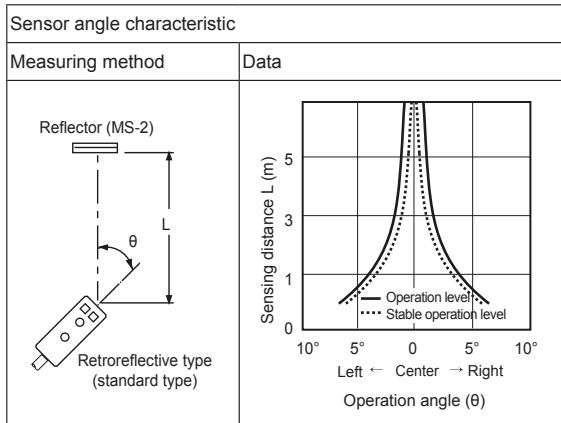 Sensor angle characteristic
Measuring method
Data
Reflector (MS-2)
L
θ
Retroreflective type
(standard type)
Sensing distance L (m)
5
3
1
0
Operation level
Stable operation level
10° 5° 0 5° 10°
Left ← Center → Right
Operation angle (θ)